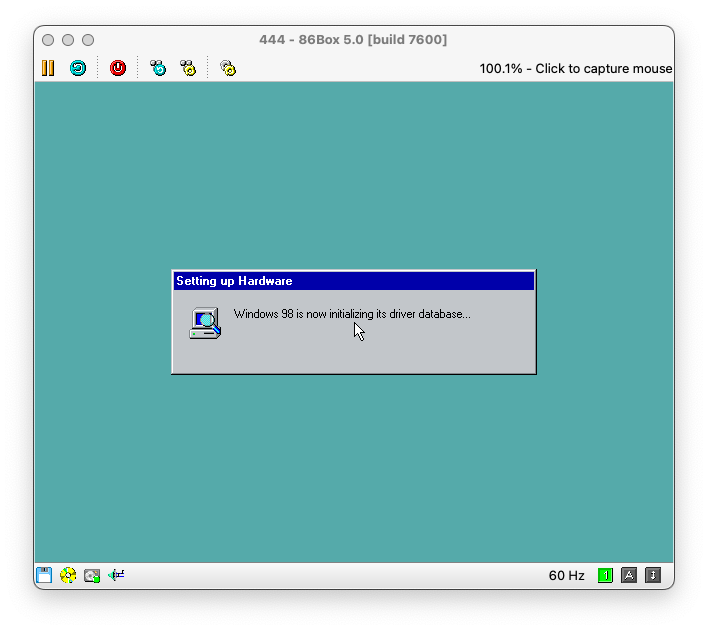 444 - 86Box 5.0 [build 7600]
100.1% - Click to capture mouse
Setting up Hardware
Windows 98 is now initializing its driver database...
60 Hz
1 A